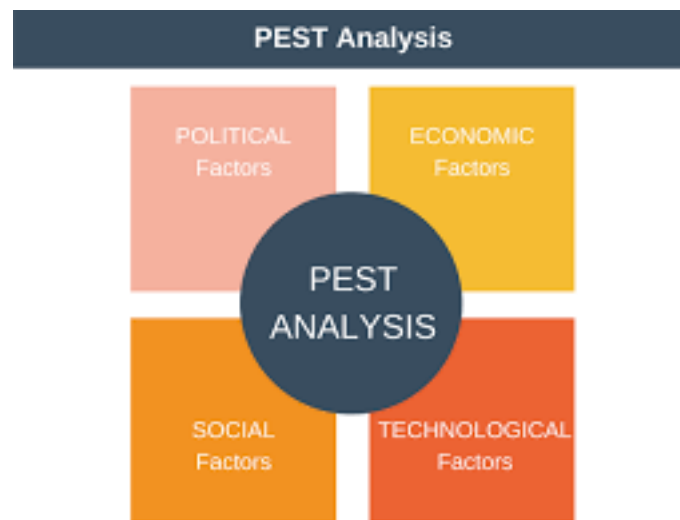 PEST Analysis
POLITICAL
Factors
ECONOMIC
Factors
PEST
ANALYSIS
SOCIAL
Factors
TECHNOLOGICAL
Factors